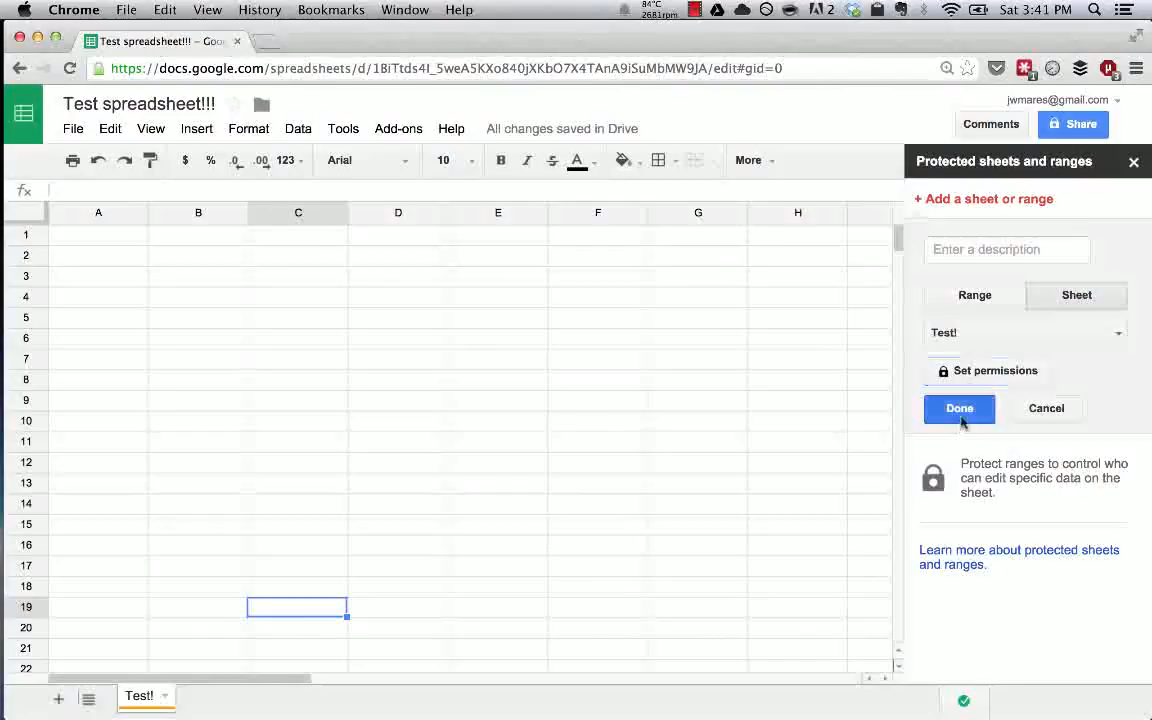 Chrome File Edit View History Bookmarks Window Help 84°C 2681rpm 2 Sat 3:41 PM
Test spreadsheet!!! – Goo
https://docs.google.com/spreadsheets/d/1BiTtds4I_5weA5KXo840jXKbO7X4TAnA9iSuMbMW9JA/edit#gid=0
Test spreadsheet!!!
jwmares@gmail.com
File Edit View Insert Format Data Tools Add-ons Help All changes saved in Drive
Comments Share
$ % .0 .00 123 Arial 10 B I S A More
Protected sheets and ranges
fx
+ Add a sheet or range
A B C D E F G H
1
2
3
4
5
6
7
8
9
10
11
12
13
14
15
16
17
18
19
20
21
22
Enter a description
Range Sheet
Test!
Set permissions
Done Cancel
Protect ranges to control who
can edit specific data on the
sheet.
Learn more about protected sheets
and ranges.
+ Test!